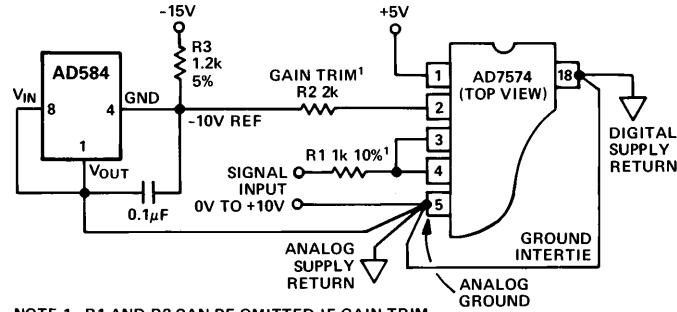 -15V
+5V
R3
1.2k
5%
AD584
VIN
8
4
GND
1
VOUT
0.1μF
-10V REF
GAIN TRIM1
R2 2k
R1 1k 10%1
SIGNAL
INPUT
0V TO +10V
1
2
3
4
5
AD7574
(TOP VIEW)
18
DIGITAL
SUPPLY
RETURN
GROUND
INTERTIE
ANALOG
SUPPLY
RETURN
ANALOG
GROUND